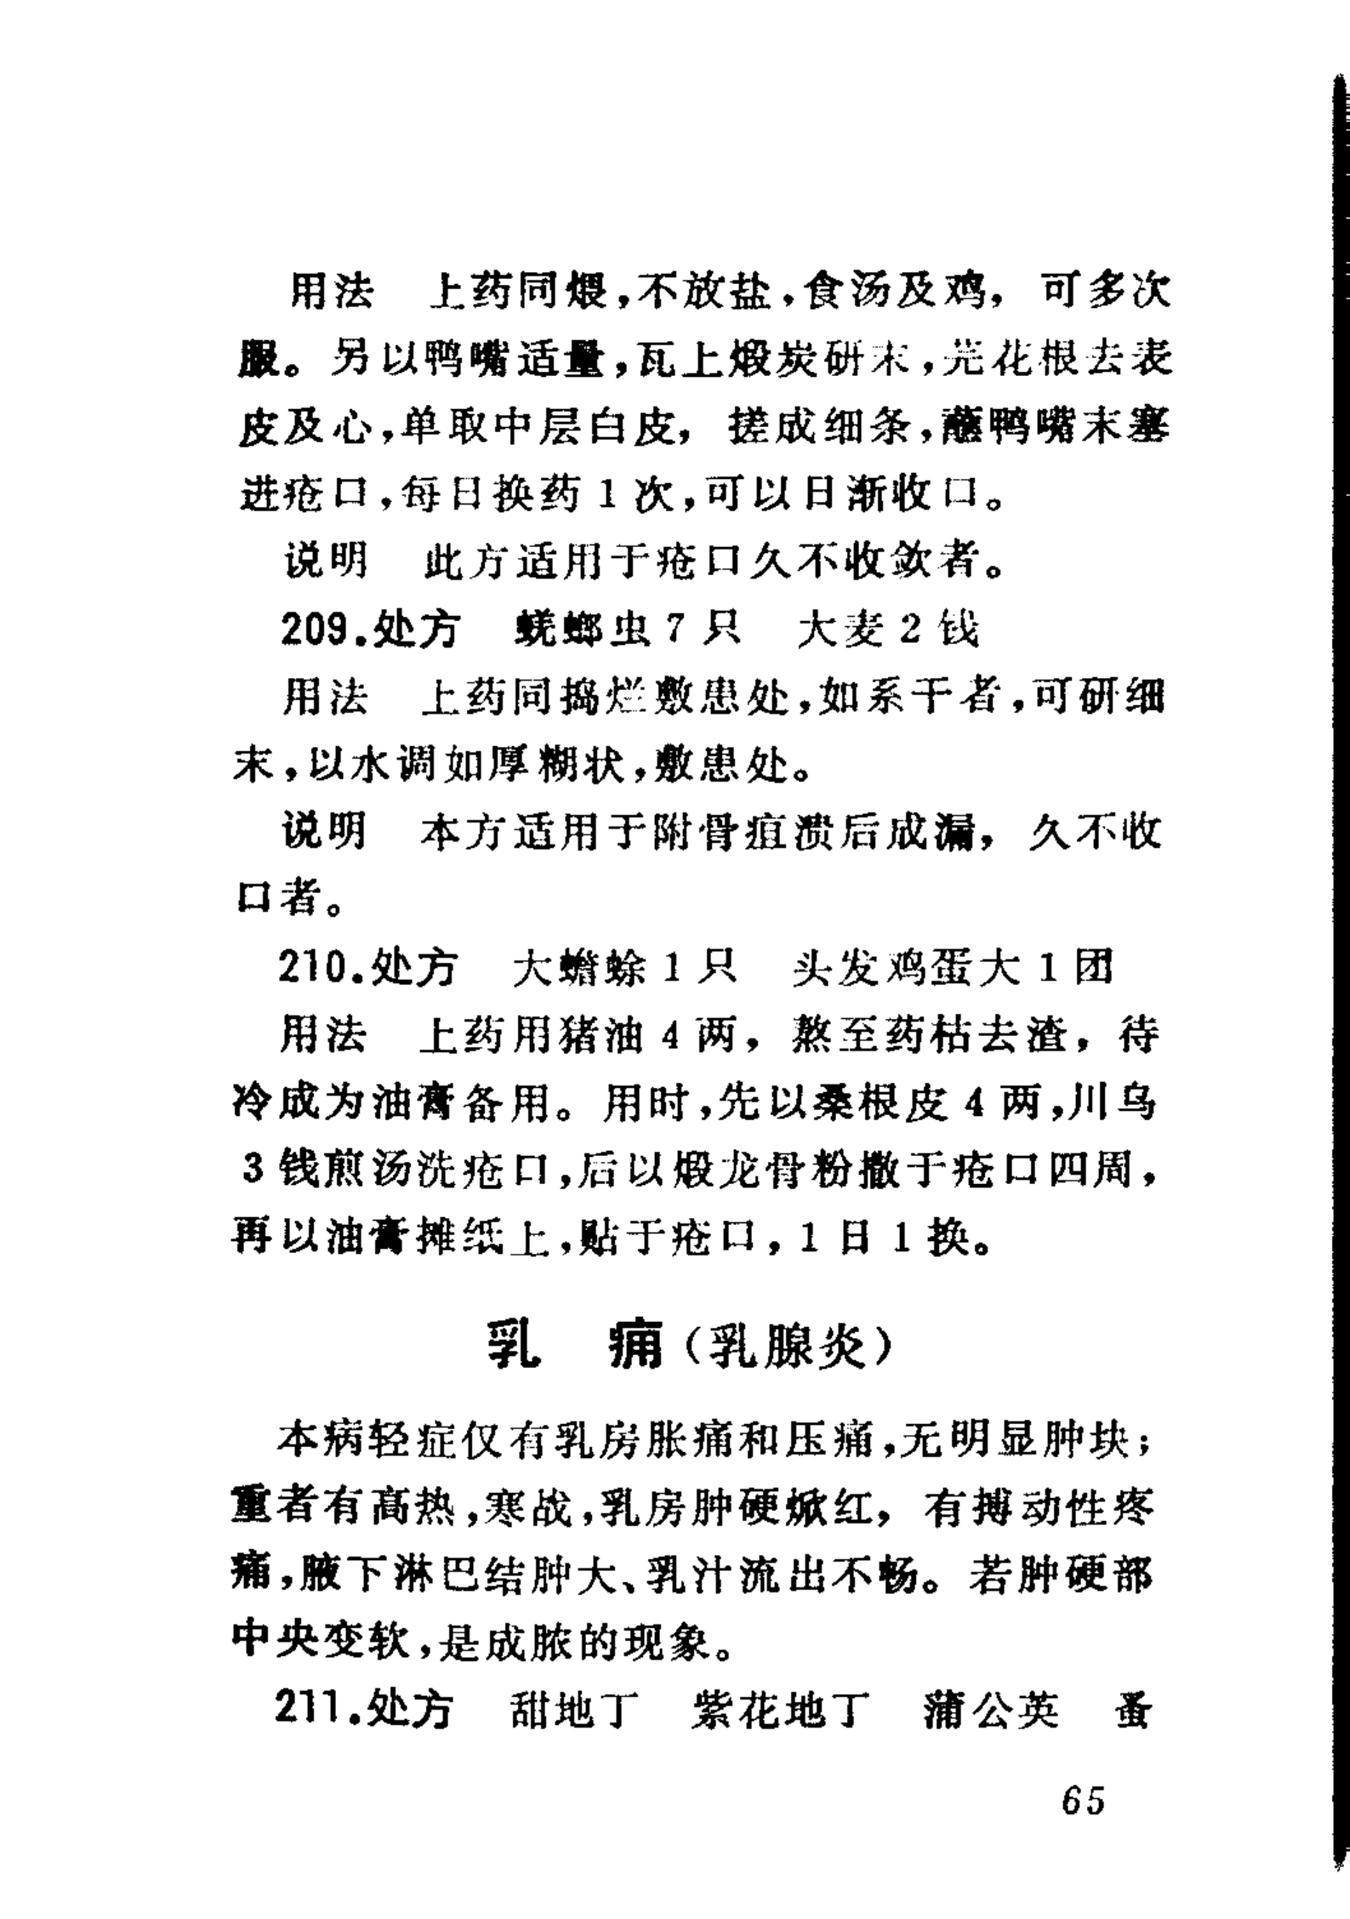 用法　上药同煨，不放盐，食汤及鸡，可多次
服。另以鸭嘴适量，瓦上煅炭研末，芫花根去表
皮及心，单取中层白皮，搓成细条，蘸鸭嘴末塞
进疮口，每日换药1次，可以日渐收口。
说明　此方适用于疮口久不收敛者。
209.处方　蜣螂虫7只　大麦2钱
用法　上药同捣烂敷患处，如系干者，可研细
末，以水调如厚糊状，敷患处。
说明　本方适用于附骨疽溃后成漏，久不收
口者。
210.处方　大蟾蜍1只　头发鸡蛋大1团
用法　上药用猪油4两，熬至药枯去渣，待
冷成为油膏备用。用时，先以桑根皮4两，川乌
3钱煎汤洗疮口，后以煅龙骨粉撒于疮口四周，
再以油膏摊纸上，贴于疮口，1日1换。
乳　痈（乳腺炎）
本病轻症仅有乳房胀痛和压痛，无明显肿块；
重者有高热，寒战，乳房肿硬焮红，有搏动性疼
痛，腋下淋巴结肿大、乳汁流出不畅。若肿硬部
中央变软，是成脓的现象。
211.处方　甜地丁　紫花地丁　蒲公英　蚤
65